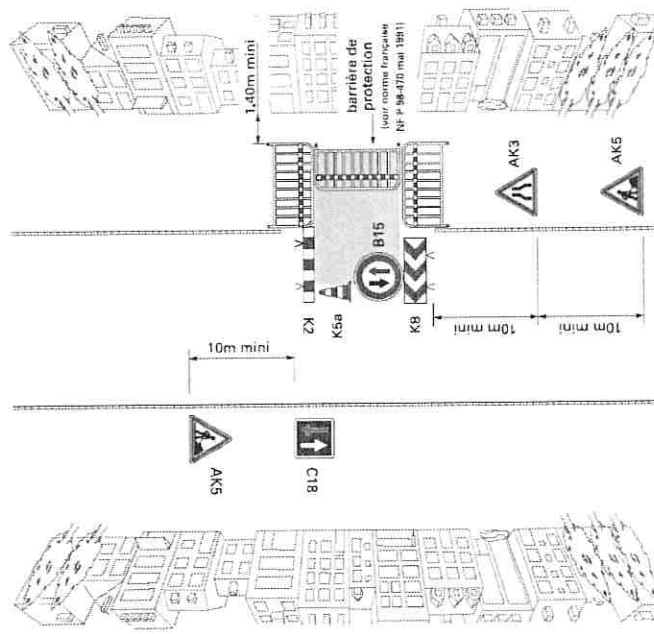 1,40m mini
barrière de
protection
(voir norme française
NF P 98-470 mai 1991)
AK3
AK5
B15
K2
K5a
K8
10m mini
10m mini
10m mini
AK5
C18